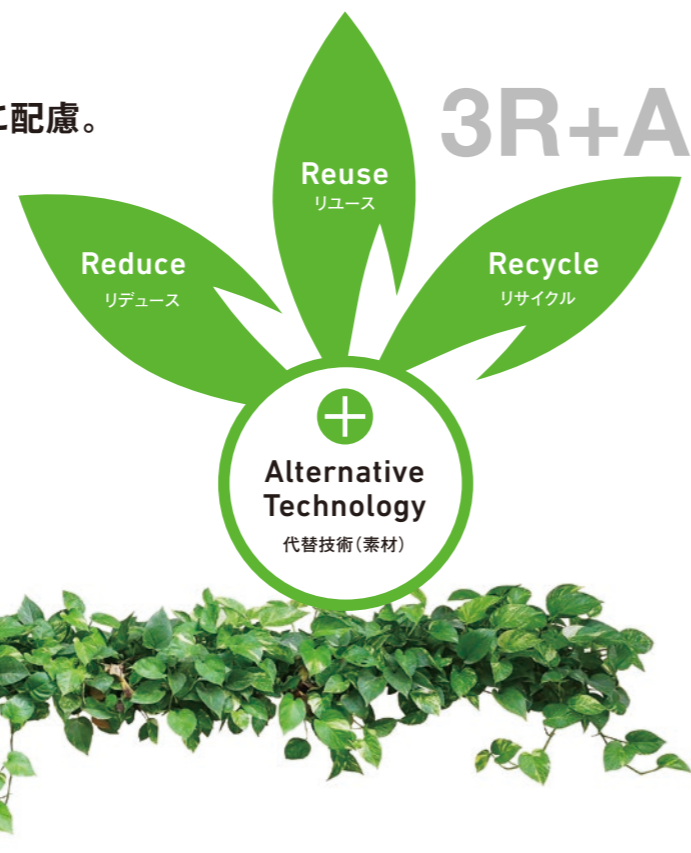 に配慮。
3R+A
Reuse
リユース
Reduce
リデュース
Recycle
リサイクル
Alternative
Technology
代替技術(素材)